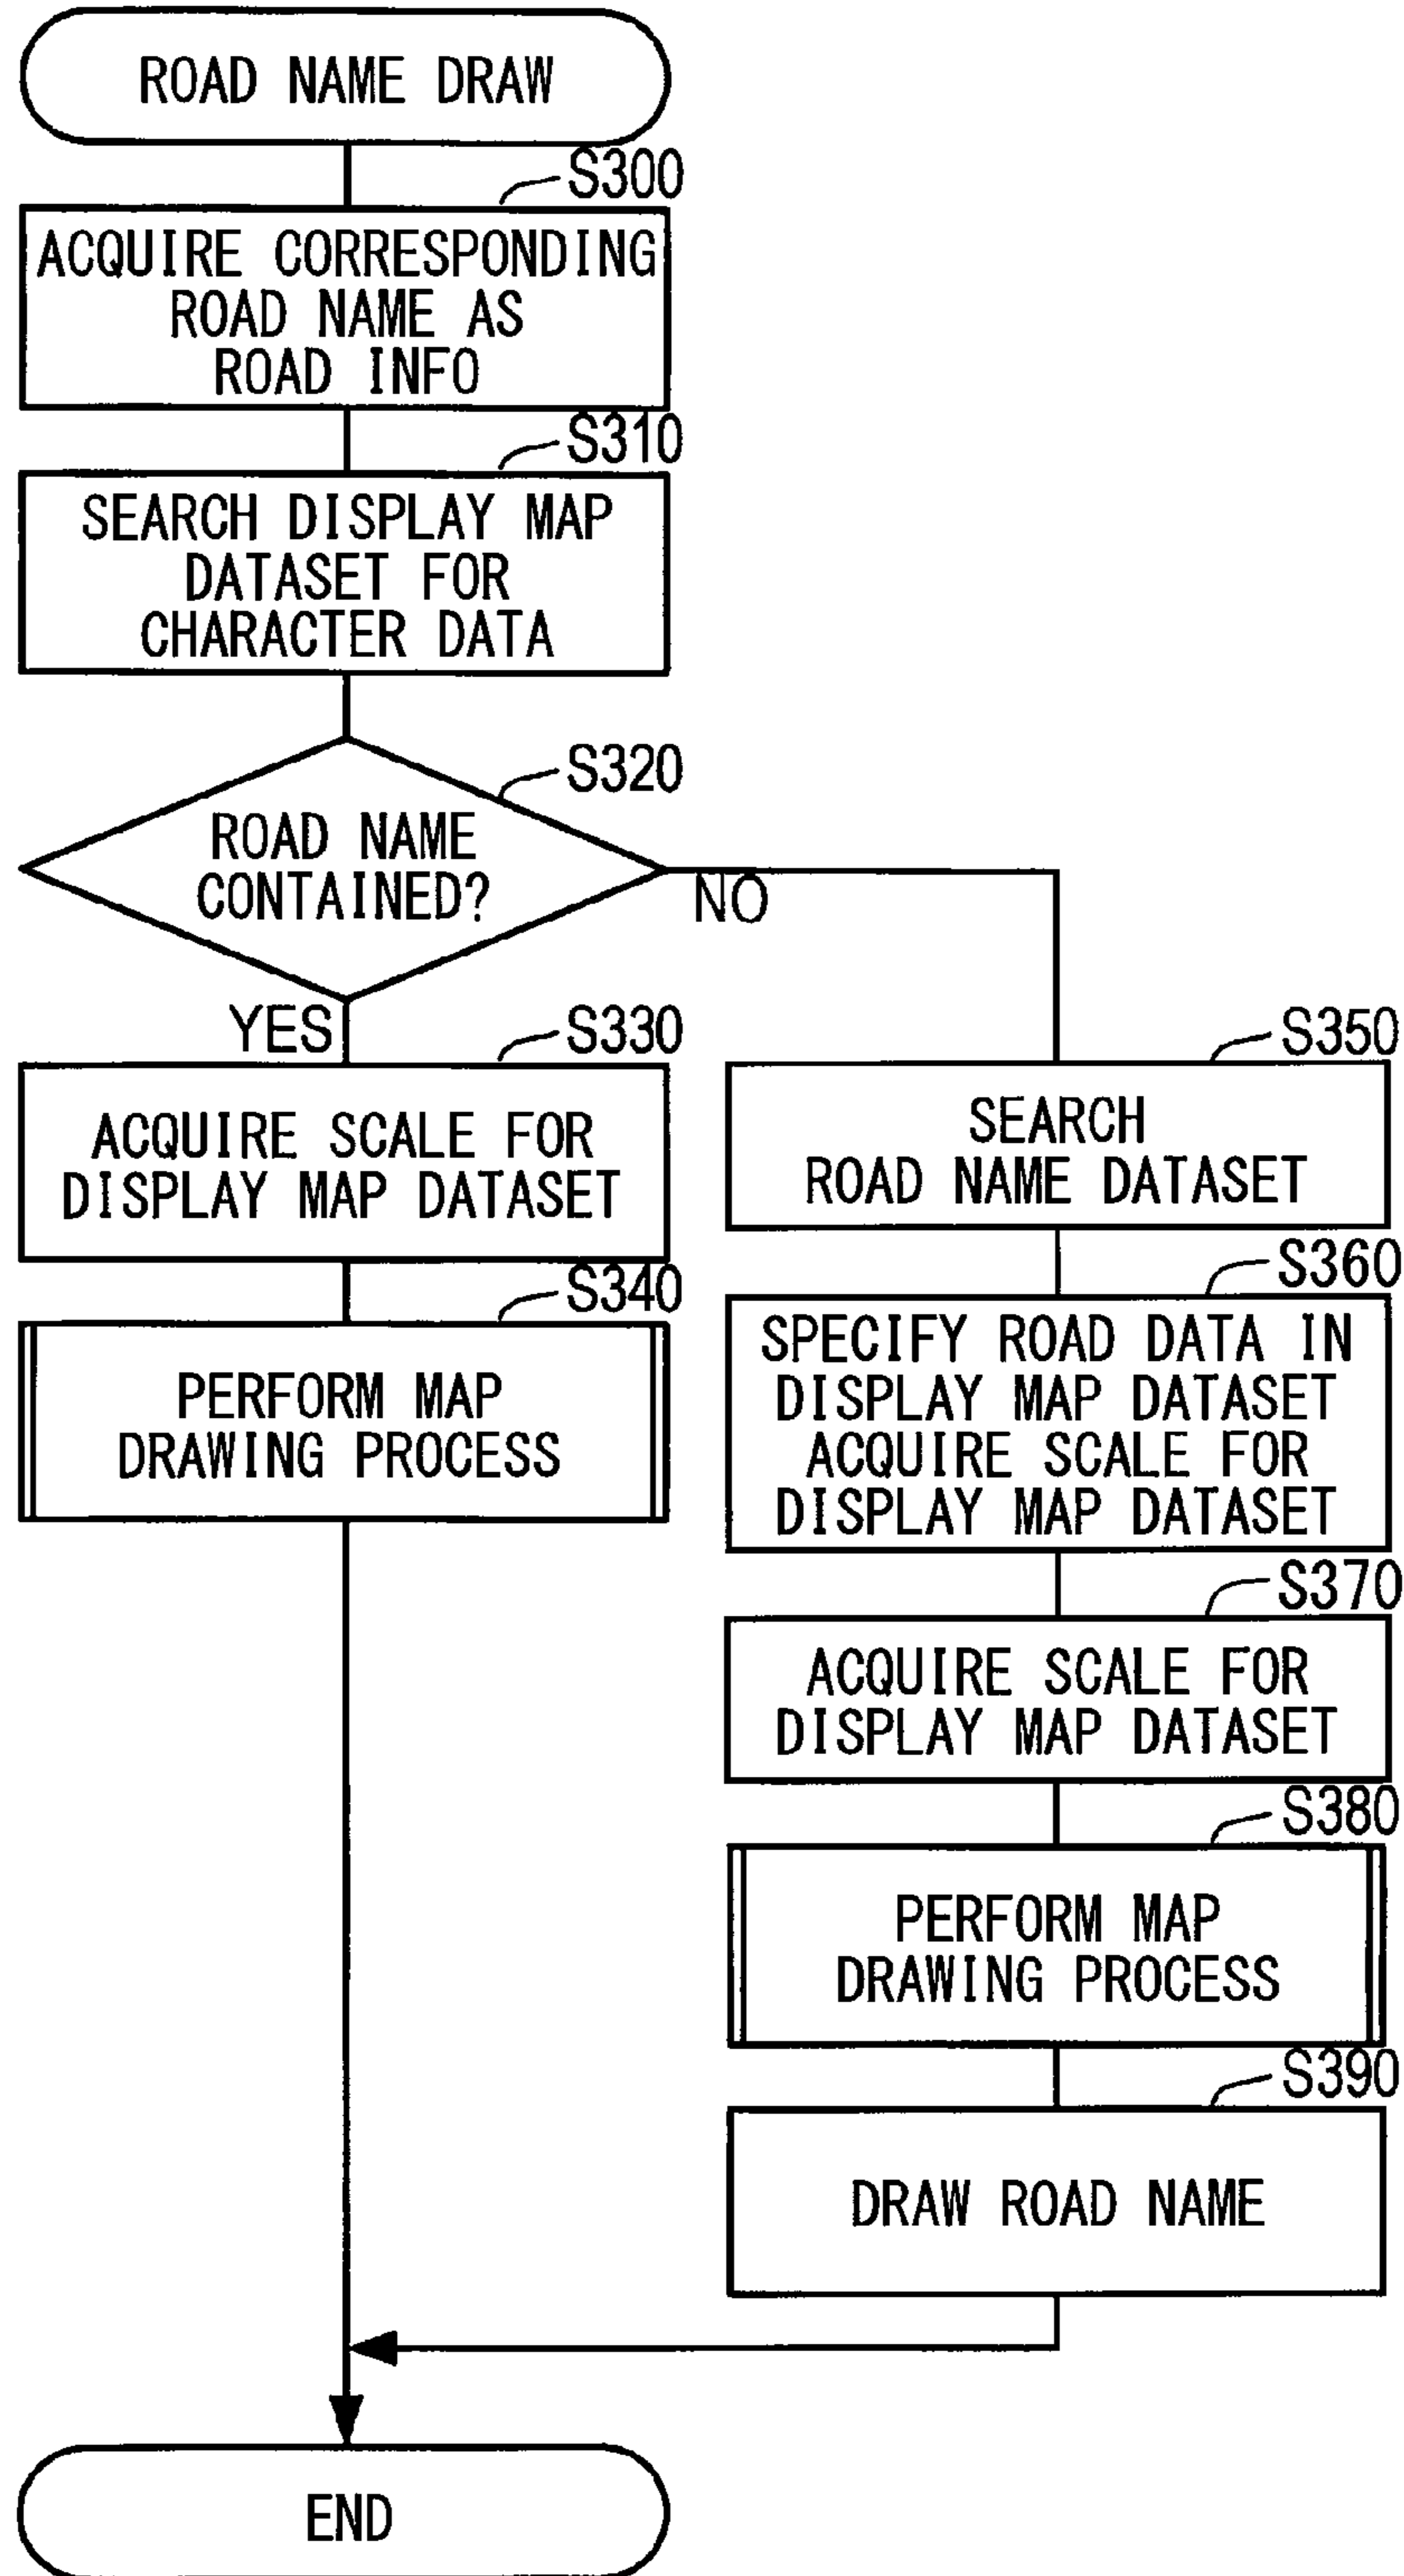 ROAD NAME DRAW
S300
ACQUIRE CORRESPONDING
ROAD NAME AS
ROAD INFO
S310
SEARCH DISPLAY MAP
DATASET FOR
CHARACTER DATA
S320
ROAD NAME
CONTAINED?
NO
YES
S330
ACQUIRE SCALE FOR
DISPLAY MAP DATASET
S340
PERFORM MAP
DRAWING PROCESS
S350
SEARCH
ROAD NAME DATASET
S360
SPECIFY ROAD DATA IN
DISPLAY MAP DATASET
ACQUIRE SCALE FOR
DISPLAY MAP DATASET
S370
ACQUIRE SCALE FOR
DISPLAY MAP DATASET
S380
PERFORM MAP
DRAWING PROCESS
S390
DRAW ROAD NAME
END